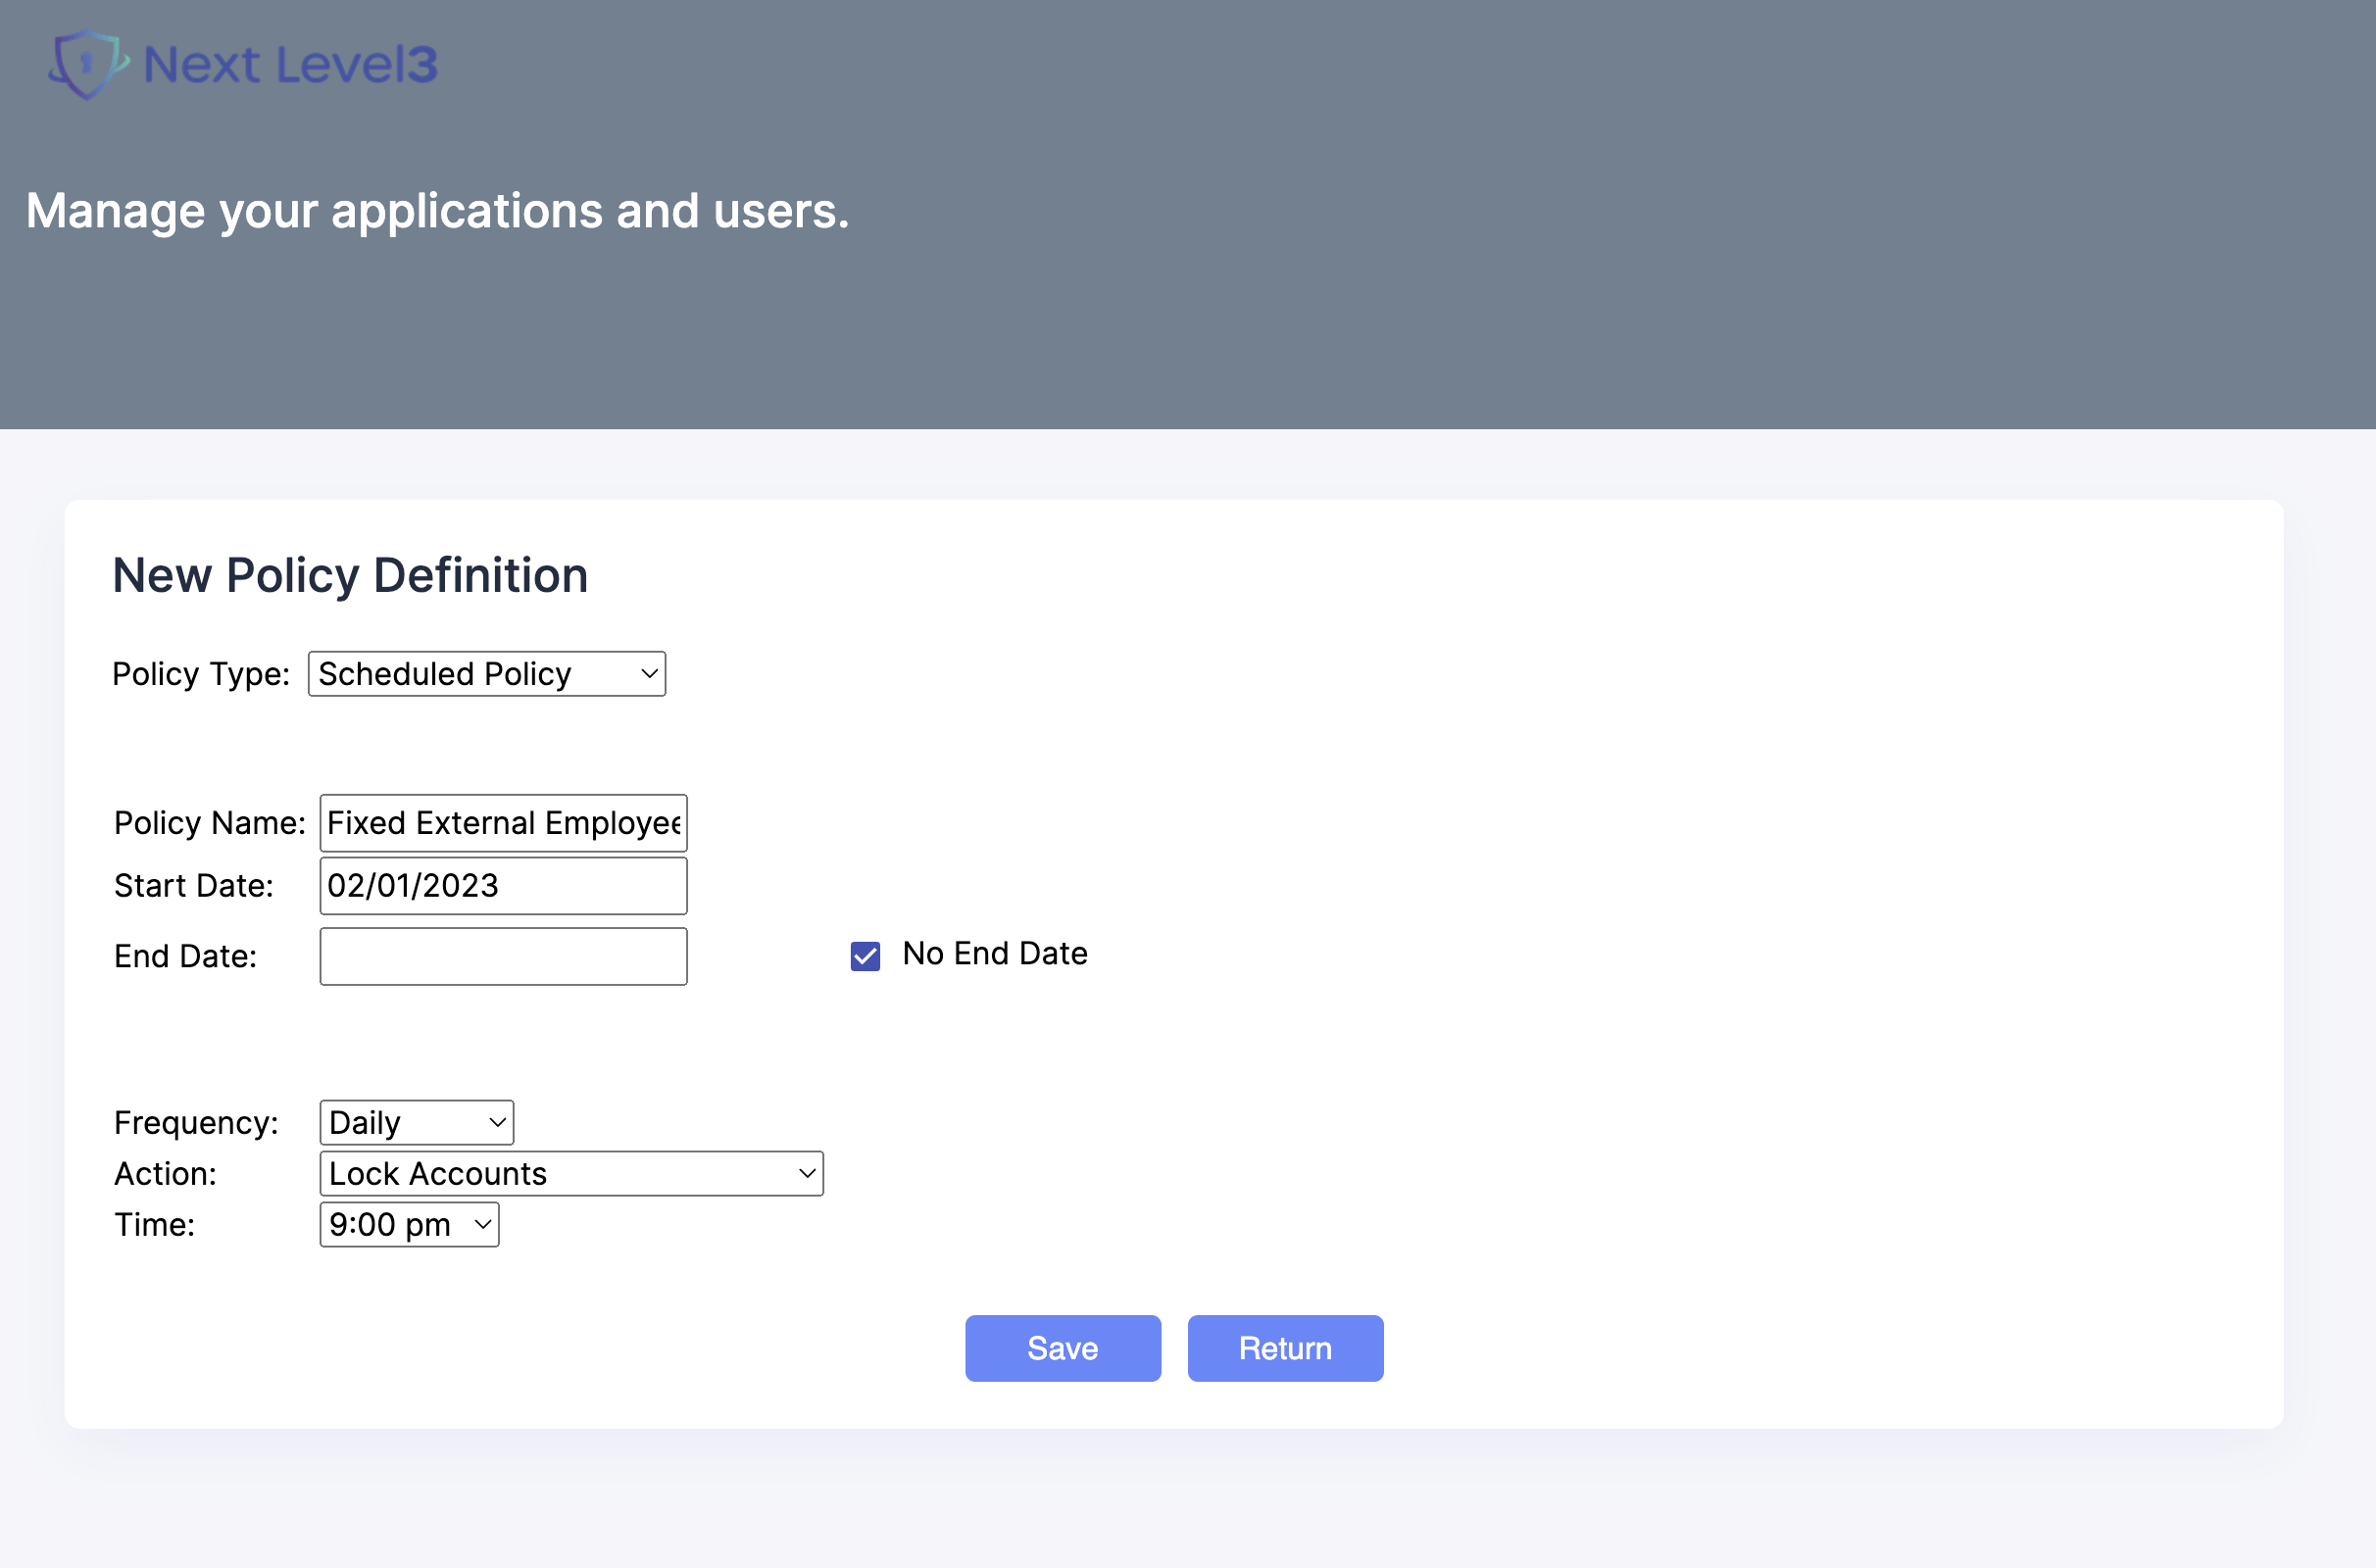 Next Level3
Manage your applications and users.
New Policy Definition
Policy Type: Scheduled Policy
Policy Name: Fixed External Employee
Start Date: 02/01/2023
End Date: No End Date
Frequency: Daily
Action: Lock Accounts
Time: 9:00 pm
Save Return